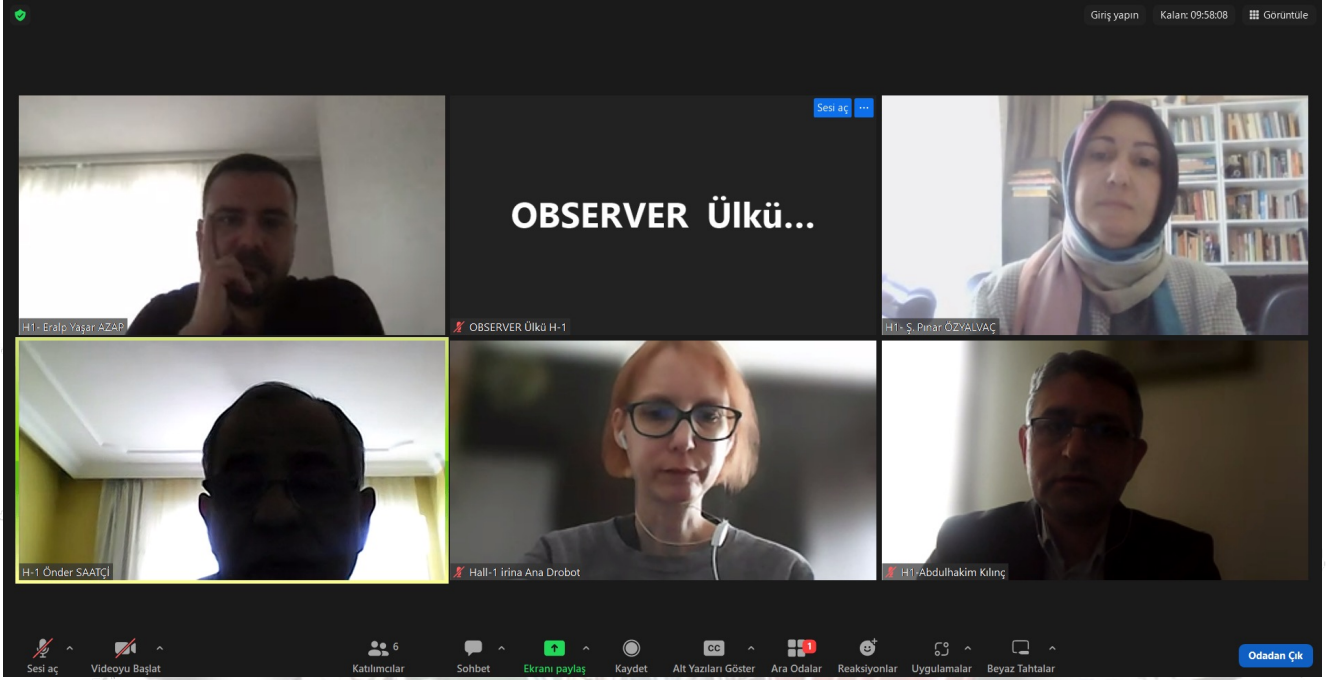 Giriş yapın
Kalan: 09:58:08
Görüntüle
Sesi aç
...
OBSERVER Ülkü...
H1- Eralp Yaşar AZAP
OBSERVER Ülkü H-1
H1- Ş. Pınar ÖZYALVAÇ
H-1 Önder SAATÇİ
Hall-1 irina Ana Drobot
H1-Abdulhakim Kılınç
6
CC
1
Sesi aç
Videoyu Başlat
Katılımcılar
Sohbet
Ekranı paylaş
Kaydet
Alt Yazıları Göster
Ara Odalar
Reaksiyonlar
Uygulamalar
Beyaz Tahtalar
Odadan Çık